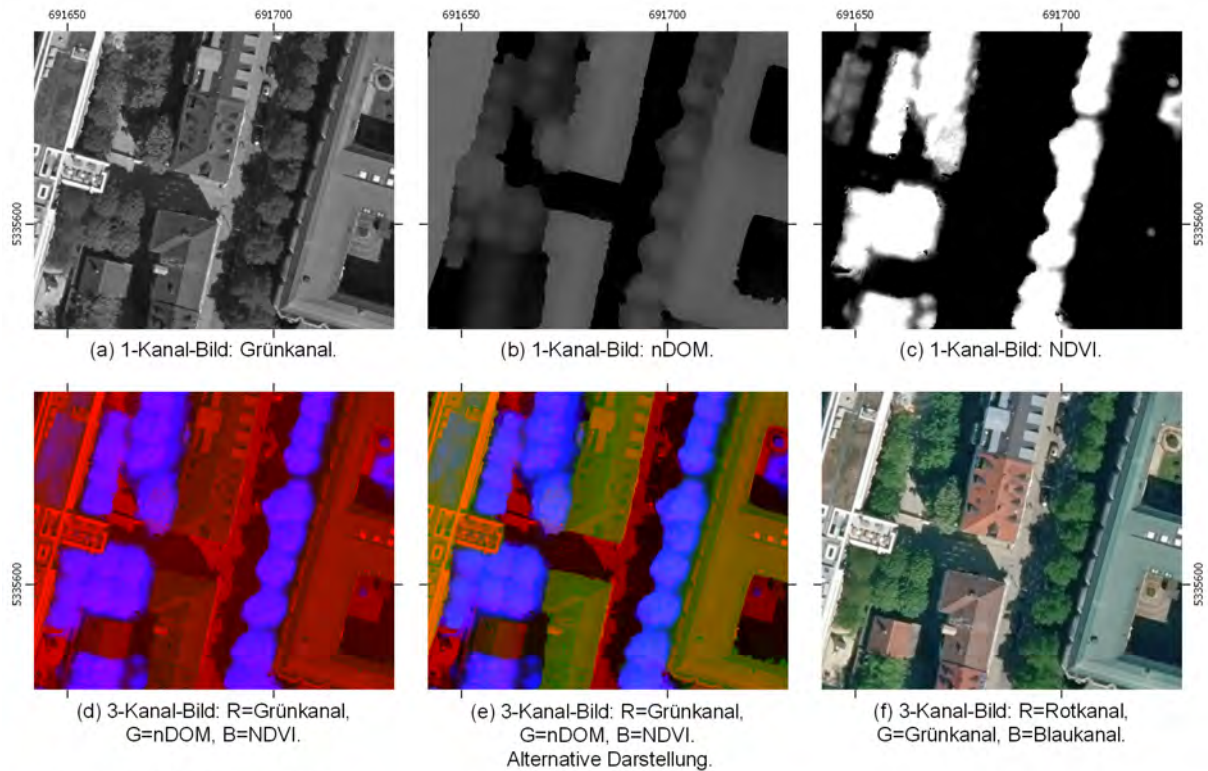 691650 691700 691650 691700 691650 691700
5335600 5335600
(a) 1-Kanal-Bild: Grünkanal. (b) 1-Kanal-Bild: nDOM. (c) 1-Kanal-Bild: NDVI.
5335600 5335600
(d) 3-Kanal-Bild: R=Grünkanal, (e) 3-Kanal-Bild: R=Grünkanal, (f) 3-Kanal-Bild: R=Rotkanal,
G=nDOM, B=NDVI. G=nDOM, B=NDVI. G=Grünkanal, B=Blaukanal.
Alternative Darstellung.